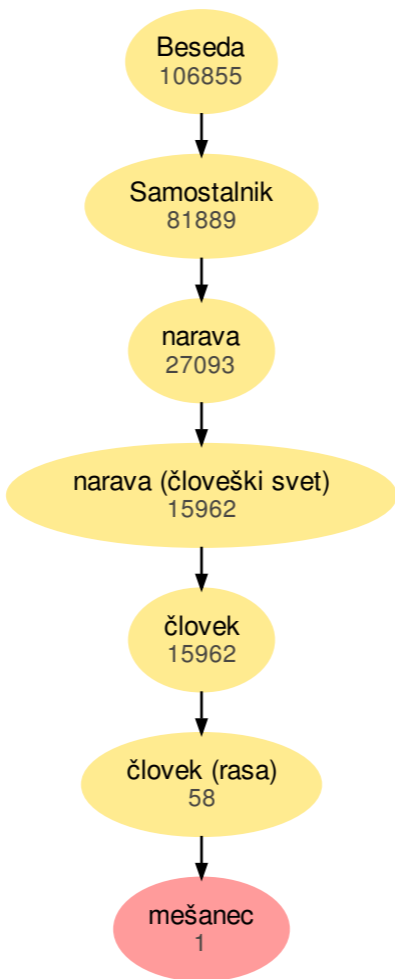 Beseda
106855
Samostalnik
81889
narava
27093
narava (človeški svet)
15962
človek
15962
človek (rasa)
58
mešanec
1